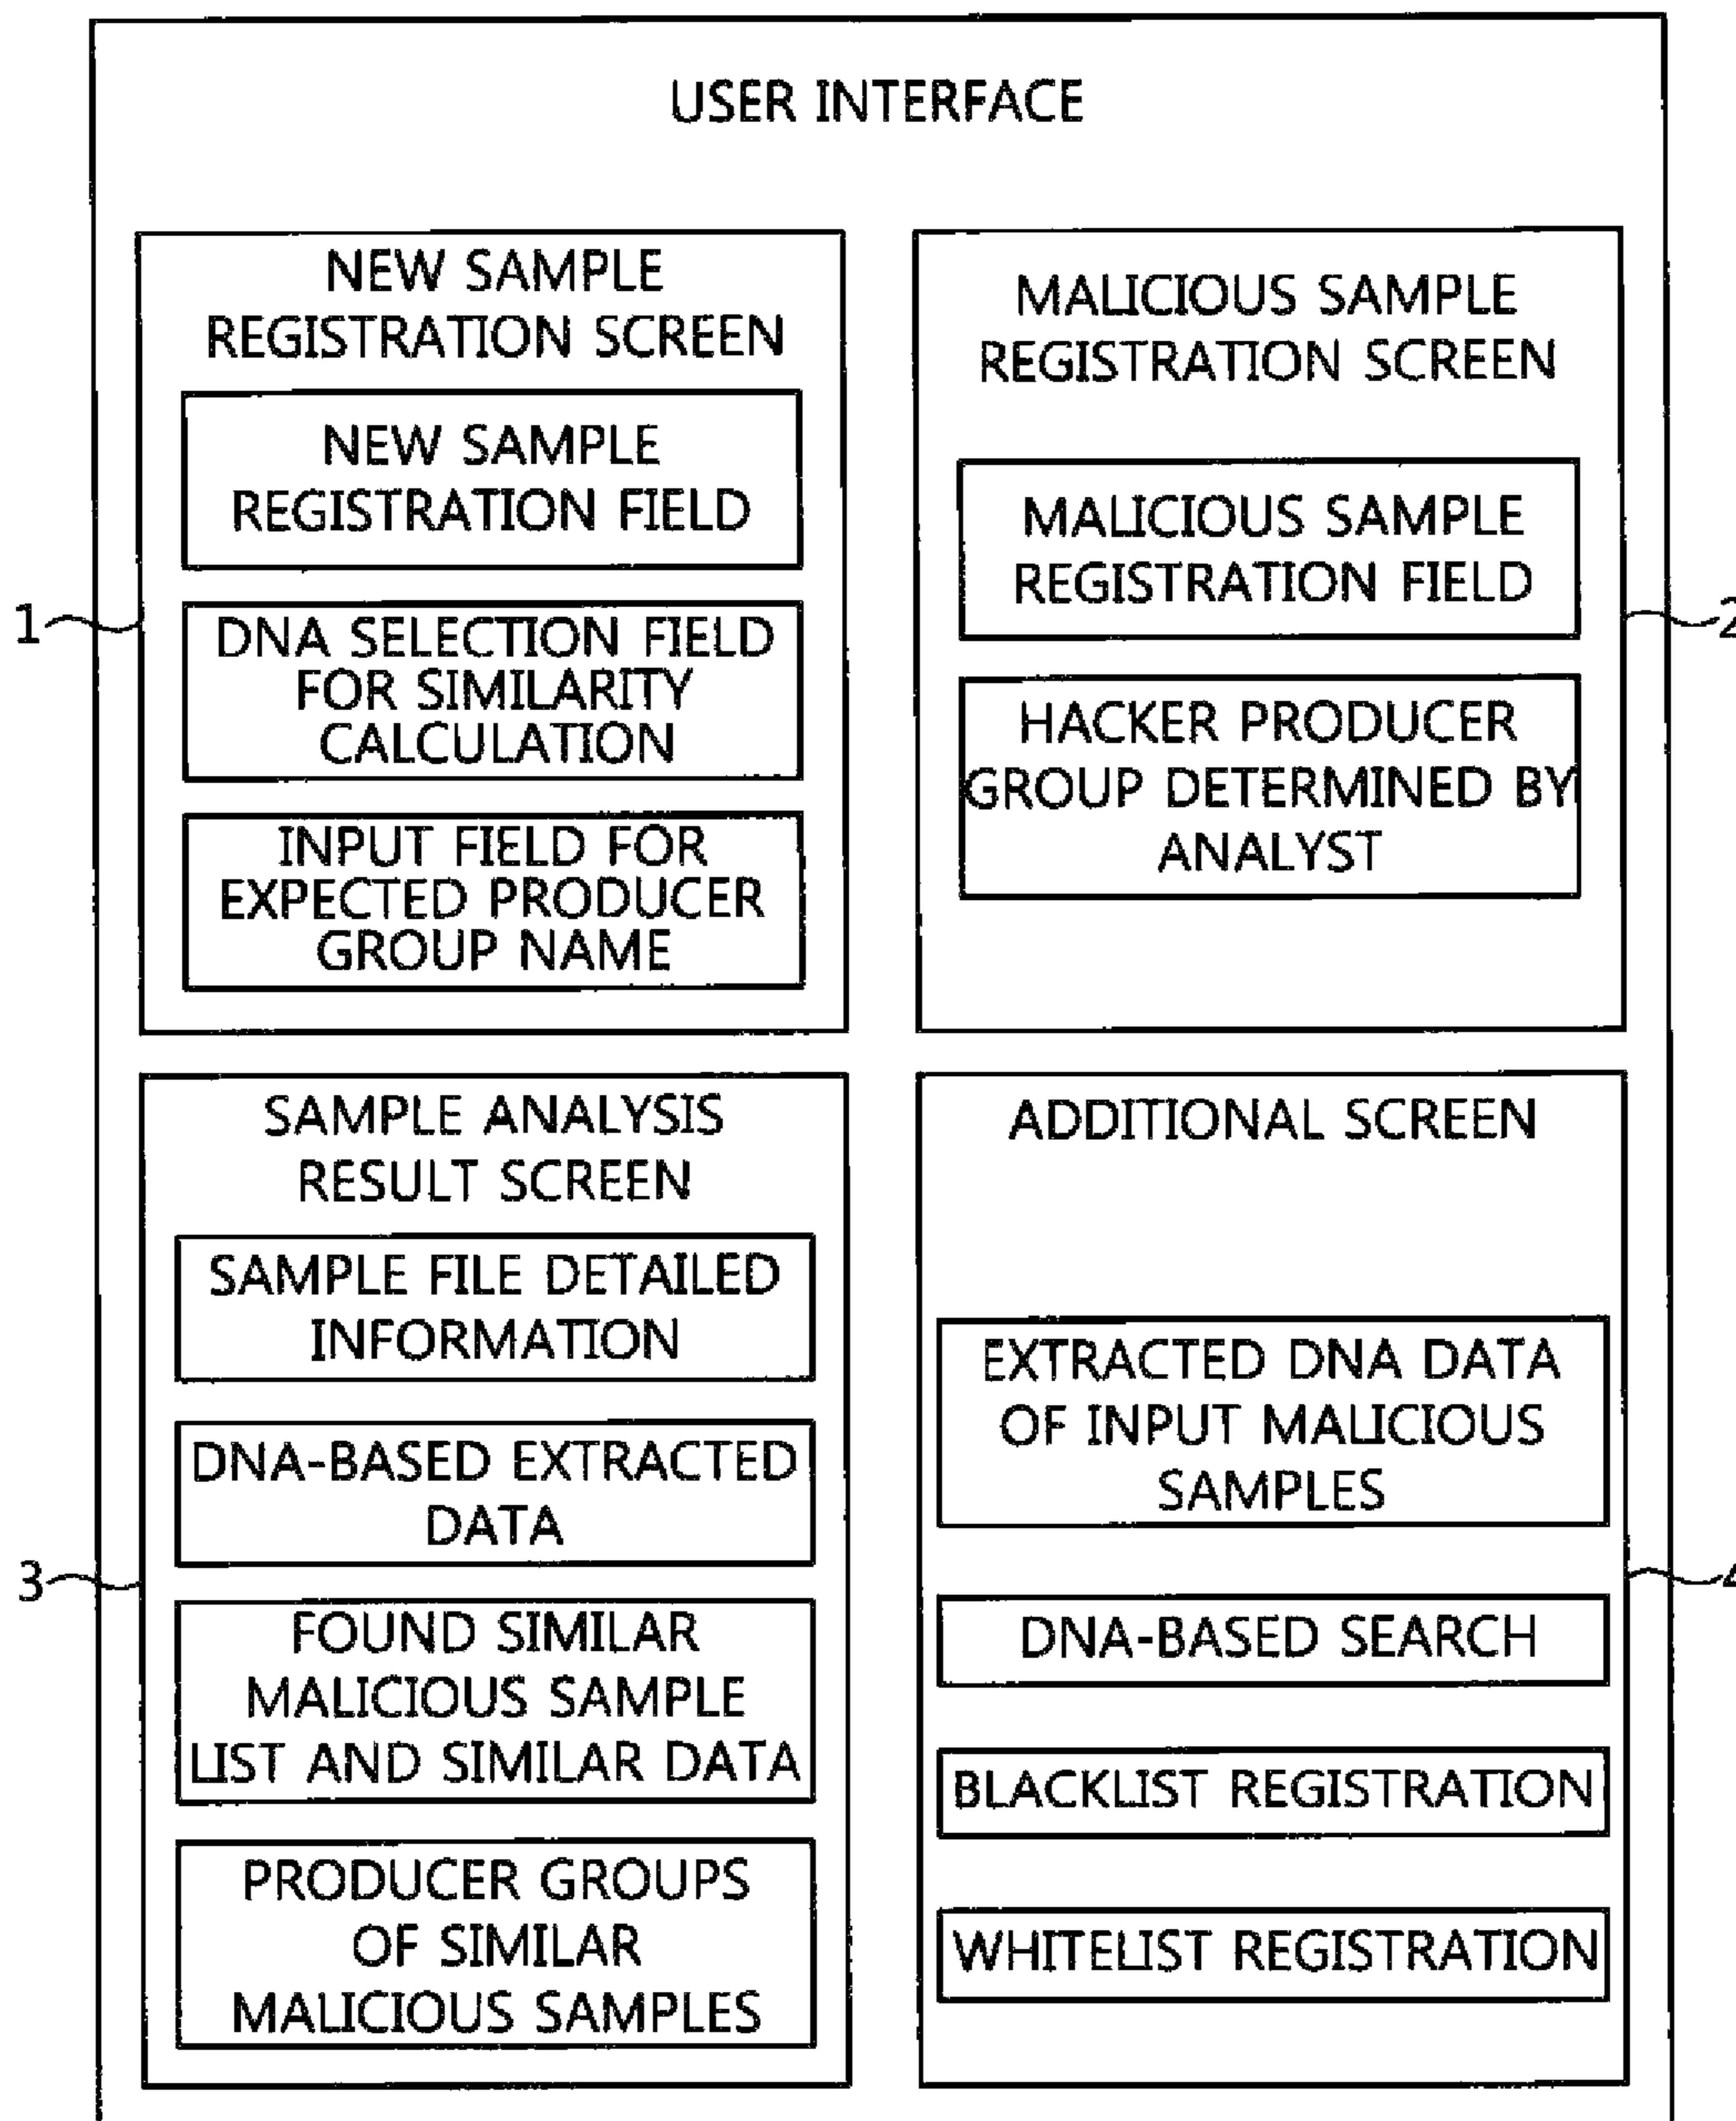 USER INTERFACE
NEW SAMPLE
REGISTRATION SCREEN
NEW SAMPLE
REGISTRATION FIELD
1
DNA SELECTION FIELD
FOR SIMILARITY
CALCULATION
INPUT FIELD FOR
EXPECTED PRODUCER
GROUP NAME
MALICIOUS SAMPLE
REGISTRATION SCREEN
MALICIOUS SAMPLE
REGISTRATION FIELD
2
HACKER PRODUCER
GROUP DETERMINED BY
ANALYST
SAMPLE ANALYSIS
RESULT SCREEN
SAMPLE FILE DETAILED
INFORMATION
DNA-BASED EXTRACTED
DATA
3
FOUND SIMILAR
MALICIOUS SAMPLE
LIST AND SIMILAR DATA
PRODUCER GROUPS
OF SIMILAR
MALICIOUS SAMPLES
ADDITIONAL SCREEN
EXTRACTED DNA DATA
OF INPUT MALICIOUS
SAMPLES
4
DNA-BASED SEARCH
BLACKLIST REGISTRATION
WHITELIST REGISTRATION